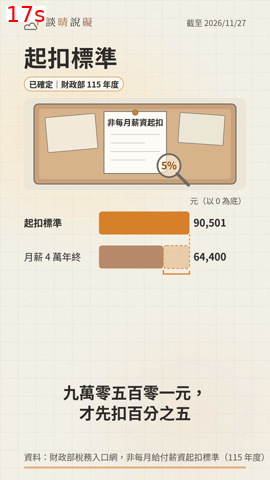 17s
談晴說礙
截至 2026/11/27
起扣標準
已確定｜財政部 115 年度
非每月薪資起扣
5%
元（以 0 為底）
起扣標準 90,501
月薪 4 萬年終 64,400
九萬零五百零一元，
才先扣百分之五
資料：財政部稅務入口網，非每月給付薪資起扣標準（115 年度）